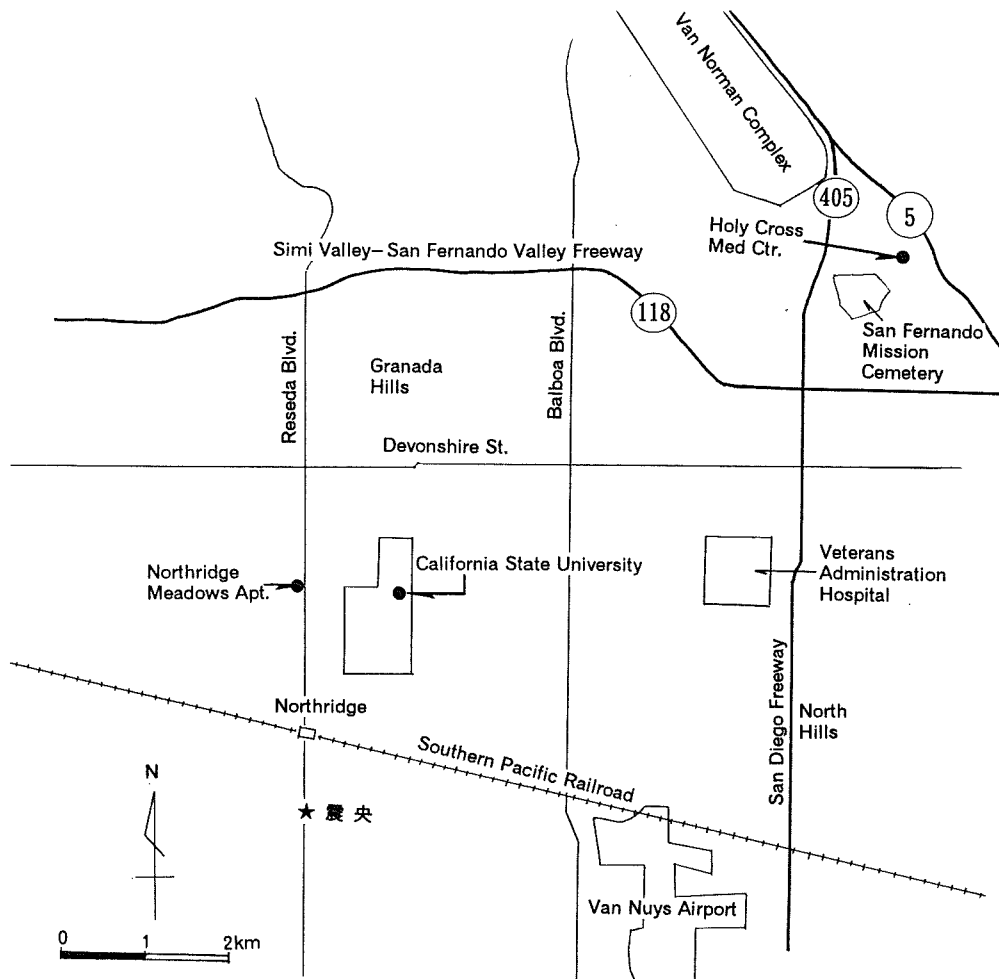 Van Norman Complex
405
5
Holy Cross
Med Ctr.
Simi Valley–San Fernando Valley Freeway
118
San Fernando
Mission
Cemetery
Reseda Blvd.
Granada
Hills
Balboa Blvd.
Devonshire St.
Northridge
Meadows Apt.
California State University
Veterans
Administration
Hospital
San Diego Freeway
Northridge
North
Hills
Southern Pacific Railroad
N
★ 震央
Van Nuys Airport
0 1 2km